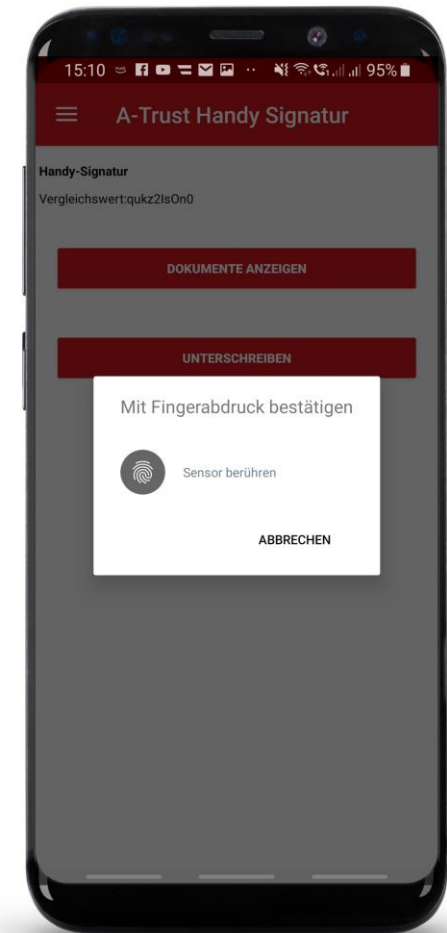 15:10 95%
A-Trust Handy Signatur
Handy-Signatur
Vergleichswert:qukz2IsOn0
DOKUMENTE ANZEIGEN
UNTERSCHREIBEN
Mit Fingerabdruck bestätigen
Sensor berühren
ABBRECHEN